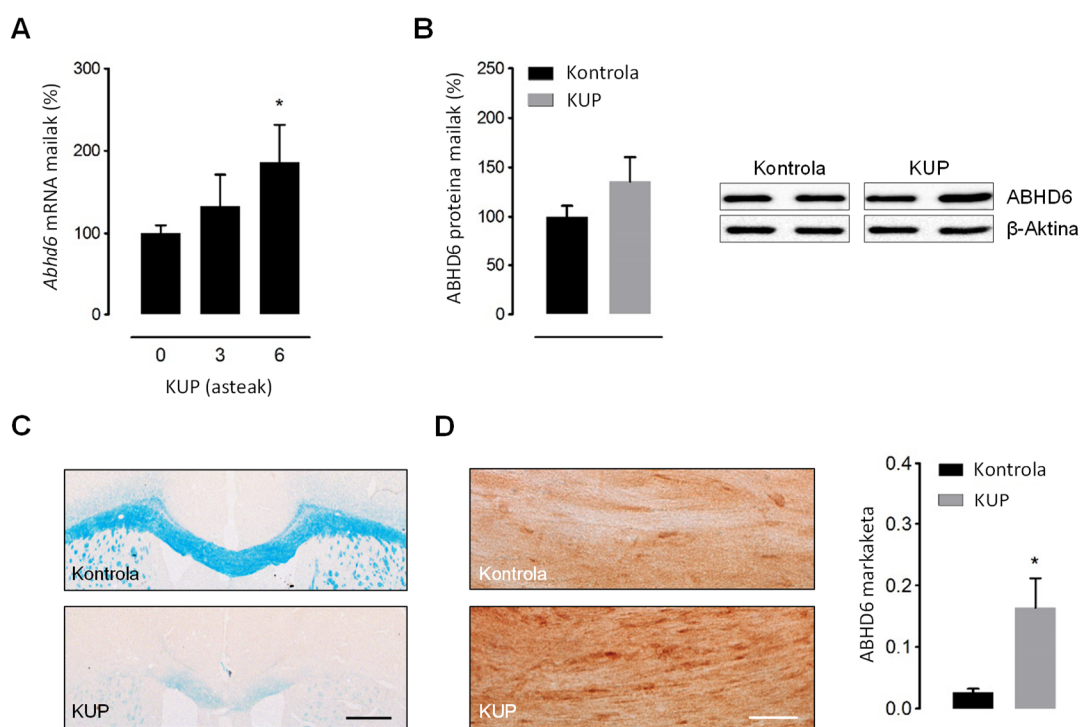 A
300
200
100
0
Abhd6 mRNA mailak (%)
*
0 3 6
KUP (asteak)
B
250
200
150
100
50
0
ABHD6 proteina mailak (%)
Kontrola
KUP
Kontrola KUP
ABHD6
β-Aktina
C
Kontrola
KUP
D
Kontrola
KUP
0.4
0.3
0.2
0.1
0.0
ABHD6 markaketa
Kontrola
KUP
*